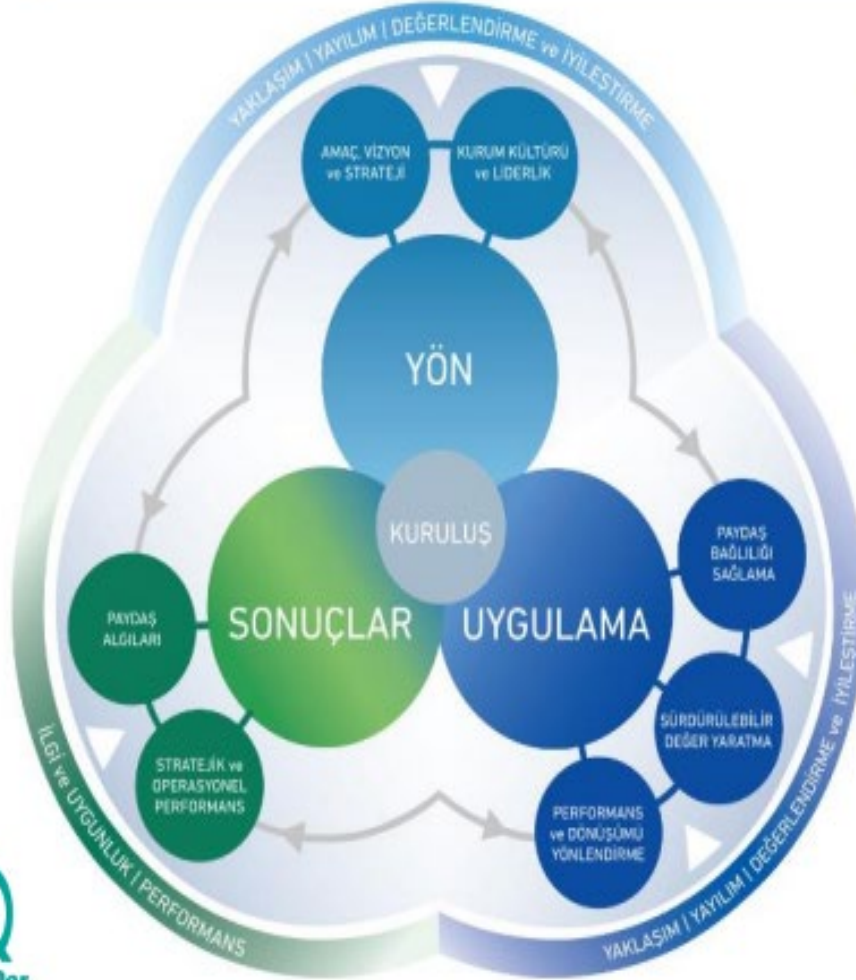 YAKLAŞIM | YAYILIM | DEĞERLENDİRME ve İYİLEŞTİRME
AMAÇ, VİZYON
ve STRATEJİ
KURUM KÜLTÜRÜ
ve LİDERLİK
YÖN
KURULUŞ
SONUÇLAR
UYGULAMA
PAYDAŞ
BAĞLILIĞI
SAĞLAMA
SÜRDÜRÜLEBİLİR
DEĞER YARATMA
PERFORMANS
ve DÖNÜŞÜMÜ
YÖNLENDİRME
PAYDAŞ
ALGILARI
STRATEJİK ve
OPERASYONEL
PERFORMANS
İLGİ ve UYGUNLUK | PERFORMANS
YAKLAŞIM | YAYILIM | DEĞERLENDİRME ve İYİLEŞTİRME